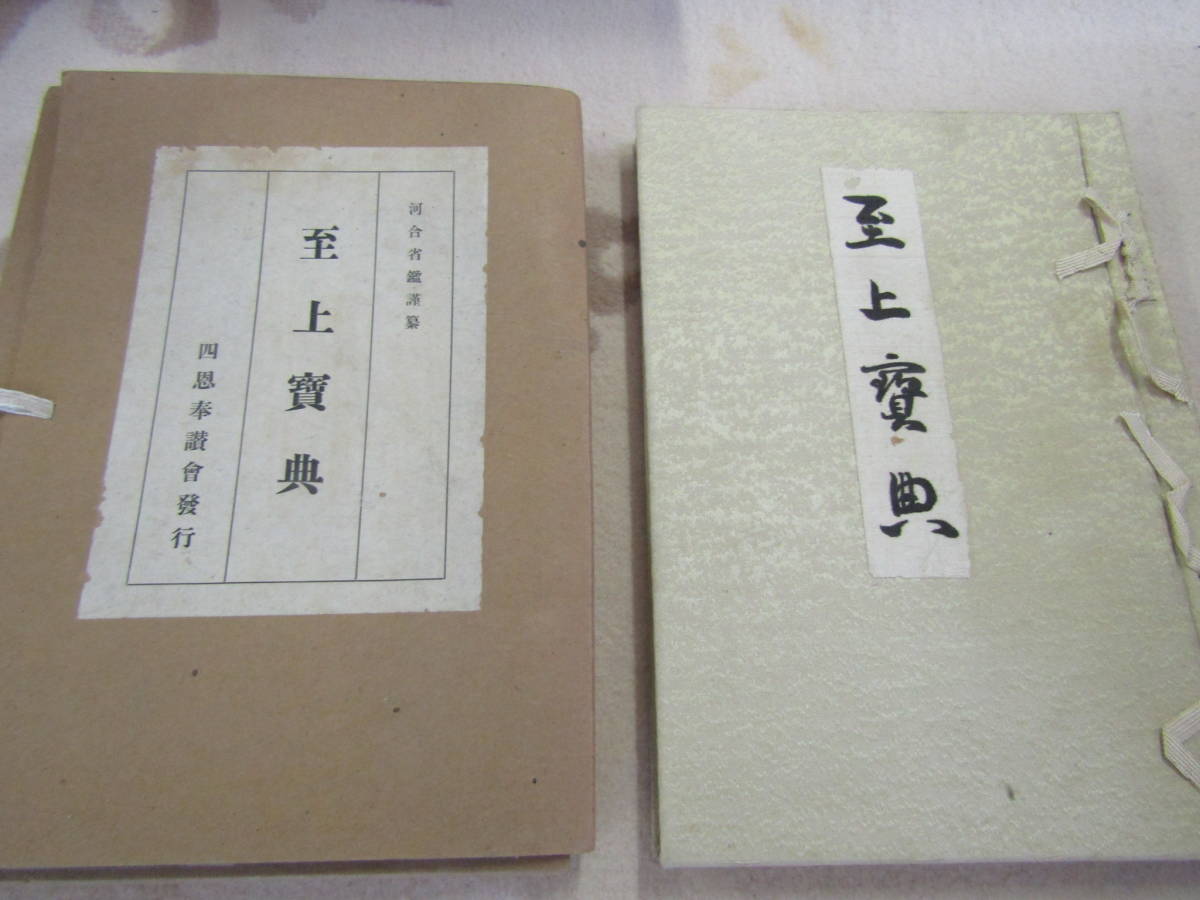 河合省鑑謹纂
至上寶典
四恩奉讃會發行
至上寶典